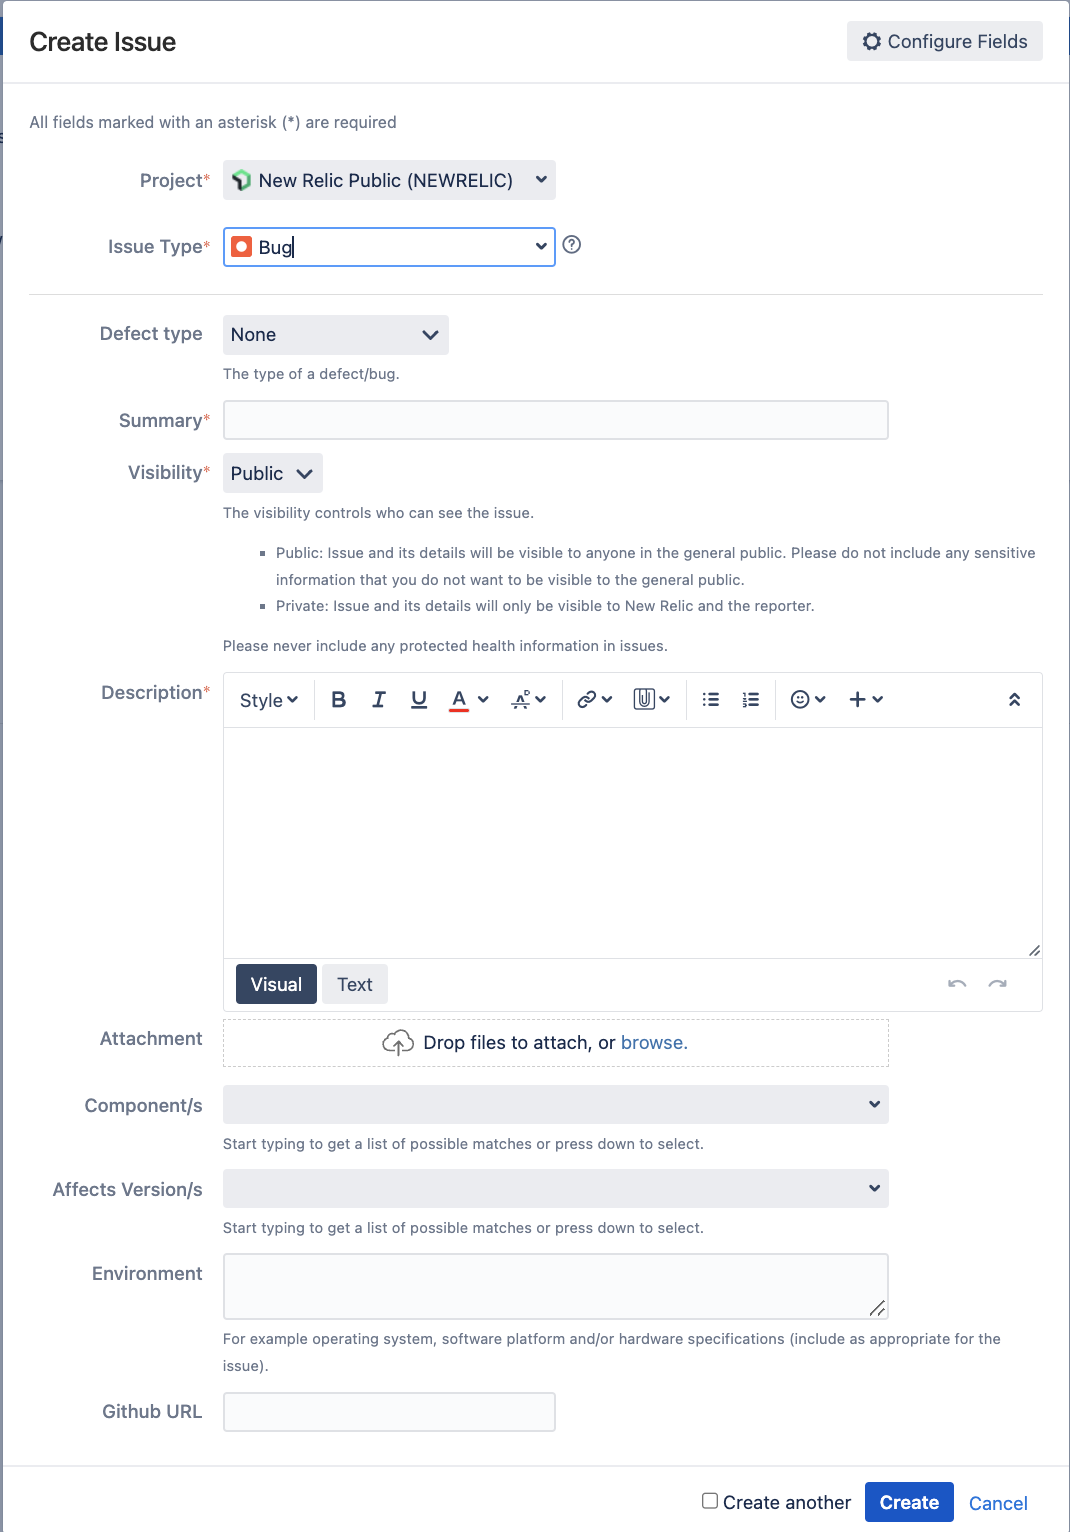 Create Issue
Configure Fields
All fields marked with an asterisk (*) are required
Project*
New Relic Public (NEWRELIC)
Issue Type*
Bug
Defect type
None
The type of a defect/bug.
Summary*
Visibility*
Public
The visibility controls who can see the issue.
Public: Issue and its details will be visible to anyone in the general public. Please do not include any sensitive
information that you do not want to be visible to the general public.
Private: Issue and its details will only be visible to New Relic and the reporter.
Please never include any protected health information in issues.
Description*
Style
Visual
Text
Attachment
Drop files to attach, or browse.
Component/s
Start typing to get a list of possible matches or press down to select.
Affects Version/s
Start typing to get a list of possible matches or press down to select.
Environment
For example operating system, software platform and/or hardware specifications (include as appropriate for the
issue).
Github URL
Create another
Create
Cancel